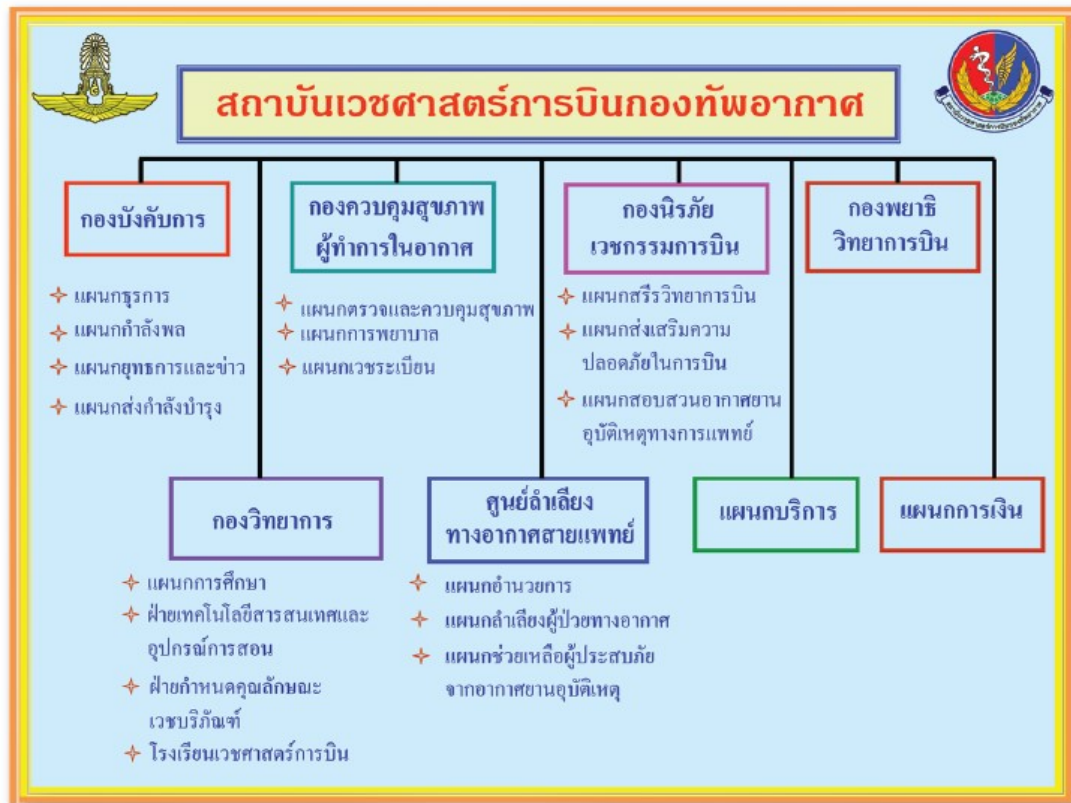 สถาบันเวชศาสตร์การบินกองทัพอากาศ
กองบังคับการ
✧ แผนกธุรการ
✧ แผนกกำลังพล
✧ แผนกยุทธการและข่าว
✧ แผนกส่งกำลังบำรุง
กองควบคุมสุขภาพ
ผู้ทำการในอากาศ
✧ แผนกตรวจและควบคุมสุขภาพ
✧ แผนกการพยาบาล
✧ แผนกเวชระเบียน
กองนิรภัย
เวชกรรมการบิน
✧ แผนกสรีรวิทยาการบิน
✧ แผนกส่งเสริมความ
ปลอดภัยในการบิน
✧ แผนกสอบสวนอากาศยาน
อุบัติเหตุทางการแพทย์
กองพยาธิ
วิทยาการบิน
กองวิทยาการ
✧ แผนกการศึกษา
✧ ฝ่ายเทคโนโลยีสารสนเทศและ
อุปกรณ์การสอน
✧ ฝ่ายกำหนดคุณลักษณะ
เวชบริภัณฑ์
✧ โรงเรียนเวชศาสตร์การบิน
ศูนย์ลำเลียง
ทางอากาศสายแพทย์
✧ แผนกอำนวยการ
✧ แผนกลำเลียงผู้ป่วยทางอากาศ
✧ แผนกช่วยเหลือผู้ประสบภัย
จากอากาศยานอุบัติเหตุ
แผนกบริการ
แผนกการเงิน